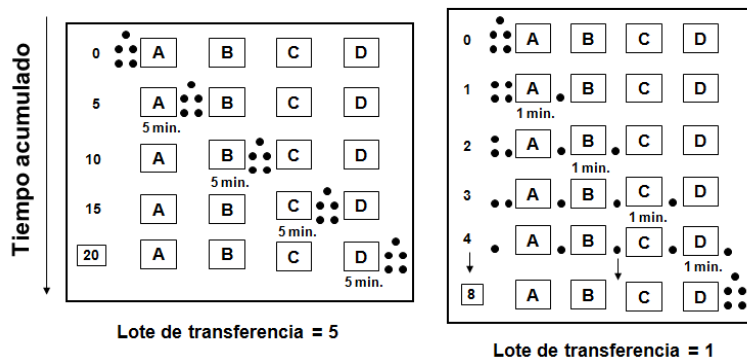 Tiempo acumulado
0 A B C D
5 A B C D
5 min.
10 A B C D
5 min.
15 A B C D
5 min.
20 A B C D
5 min.
Lote de transferencia = 5
0 A B C D
1 A B C D
1 min.
2 A B C D
1 min.
3 A B C D
1 min.
4 A B C D
1 min.
8 A B C D
Lote de transferencia = 1